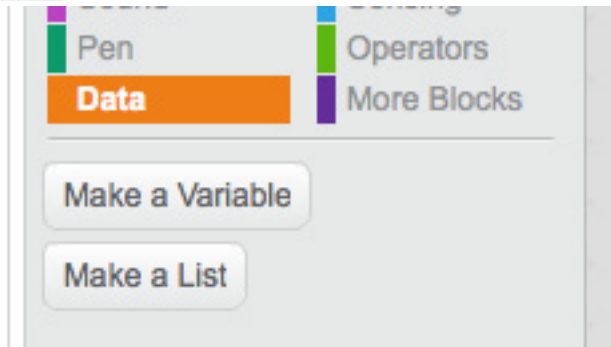 Pen Operators
Data More Blocks
Make a Variable
Make a List